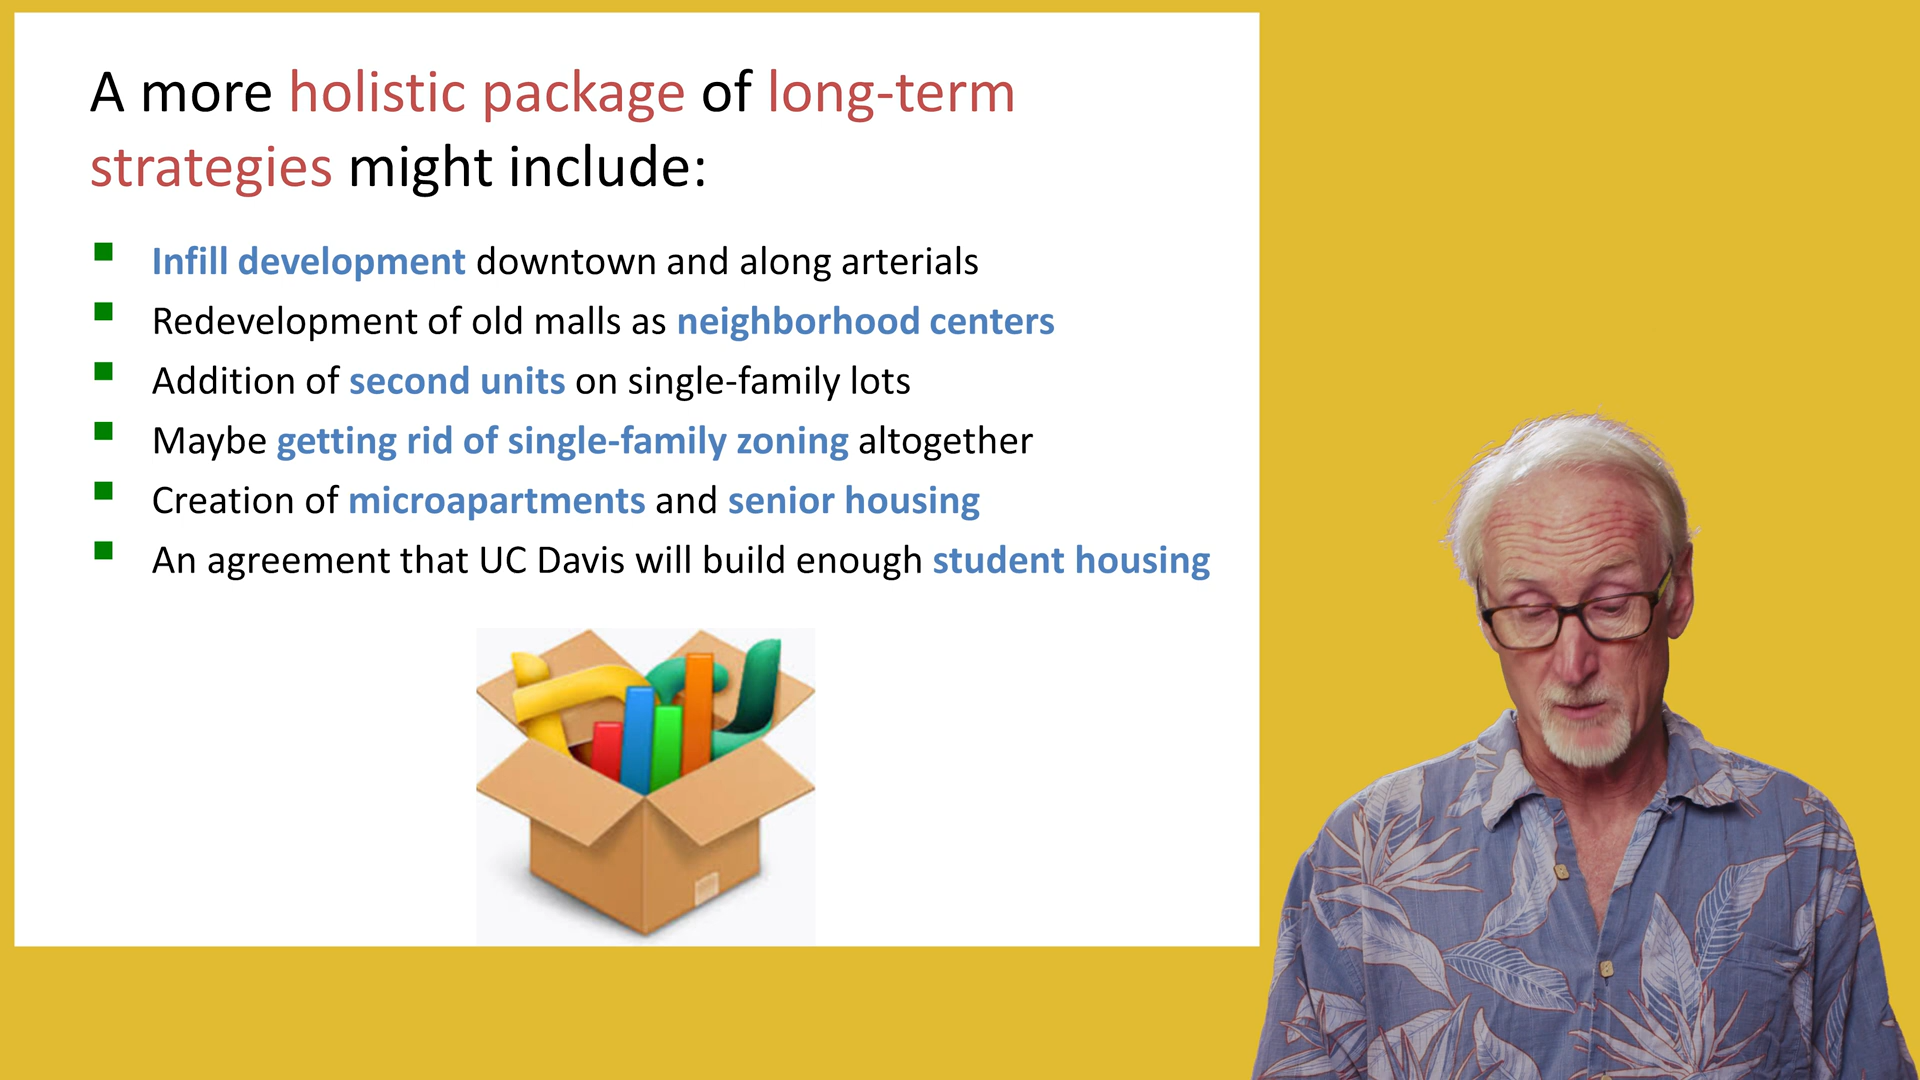 A more holistic package of long-term
strategies might include:
Infill development downtown and along arterials
Redevelopment of old malls as neighborhood centers
Addition of second units on single-family lots
Maybe getting rid of single-family zoning altogether
Creation of microapartments and senior housing
An agreement that UC Davis will build enough student housing